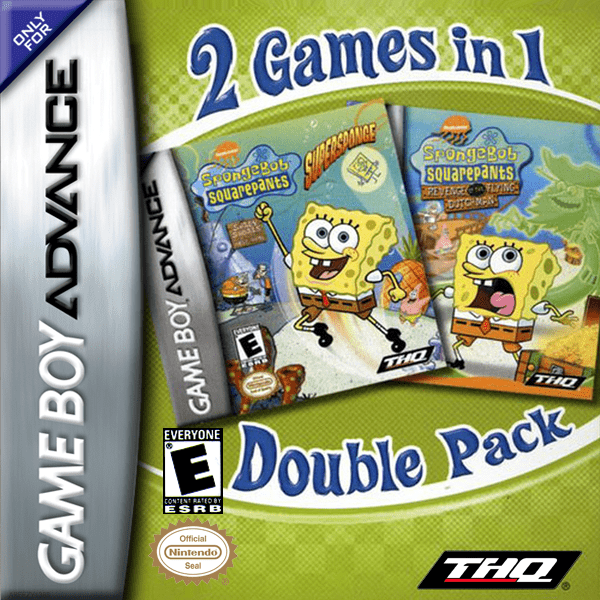 ONLY
FOR
GAME BOY ADVANCE
2 Games in 1
NICKELODEON
SpongeBob
SQUAREPANTS
SUPERSPONGE
GAME BOY ADVANCE
EVERYONE
E
ESRB
THQ
NICKELODEON
SpongeBob
SQUAREPANTS
REVENGE OF THE FLYING
DUTCHMAN
THQ
Double Pack
EVERYONE
E
CONTENT RATED BY
ESRB
Official
Nintendo
Seal
THQ
®